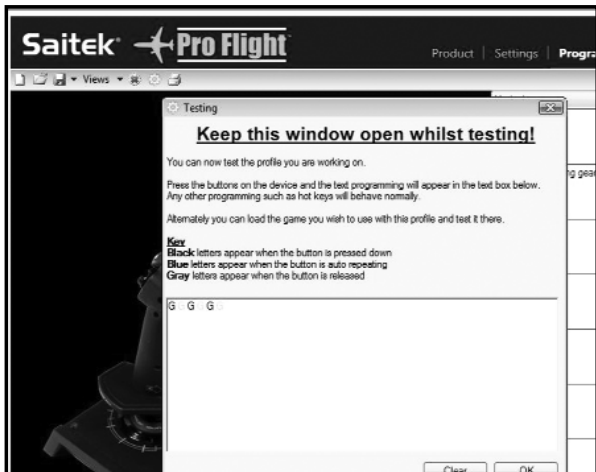 Saitek Pro Flight
Product | Settings | Progra
Views
Testing
Keep this window open whilst testing!
You can now test the profile you are working on.
Press the buttons on the device and the text programming will appear in the text box below.
Any other programming such as hot keys will behave normally.
Alternately you can load the game you wish to use with this profile and test it there.
Key
Black letters appear when the button is pressed down
Blue letters appear when the button is auto repeating
Gray letters appear when the button is released
G G G
ng gear
Clear OK